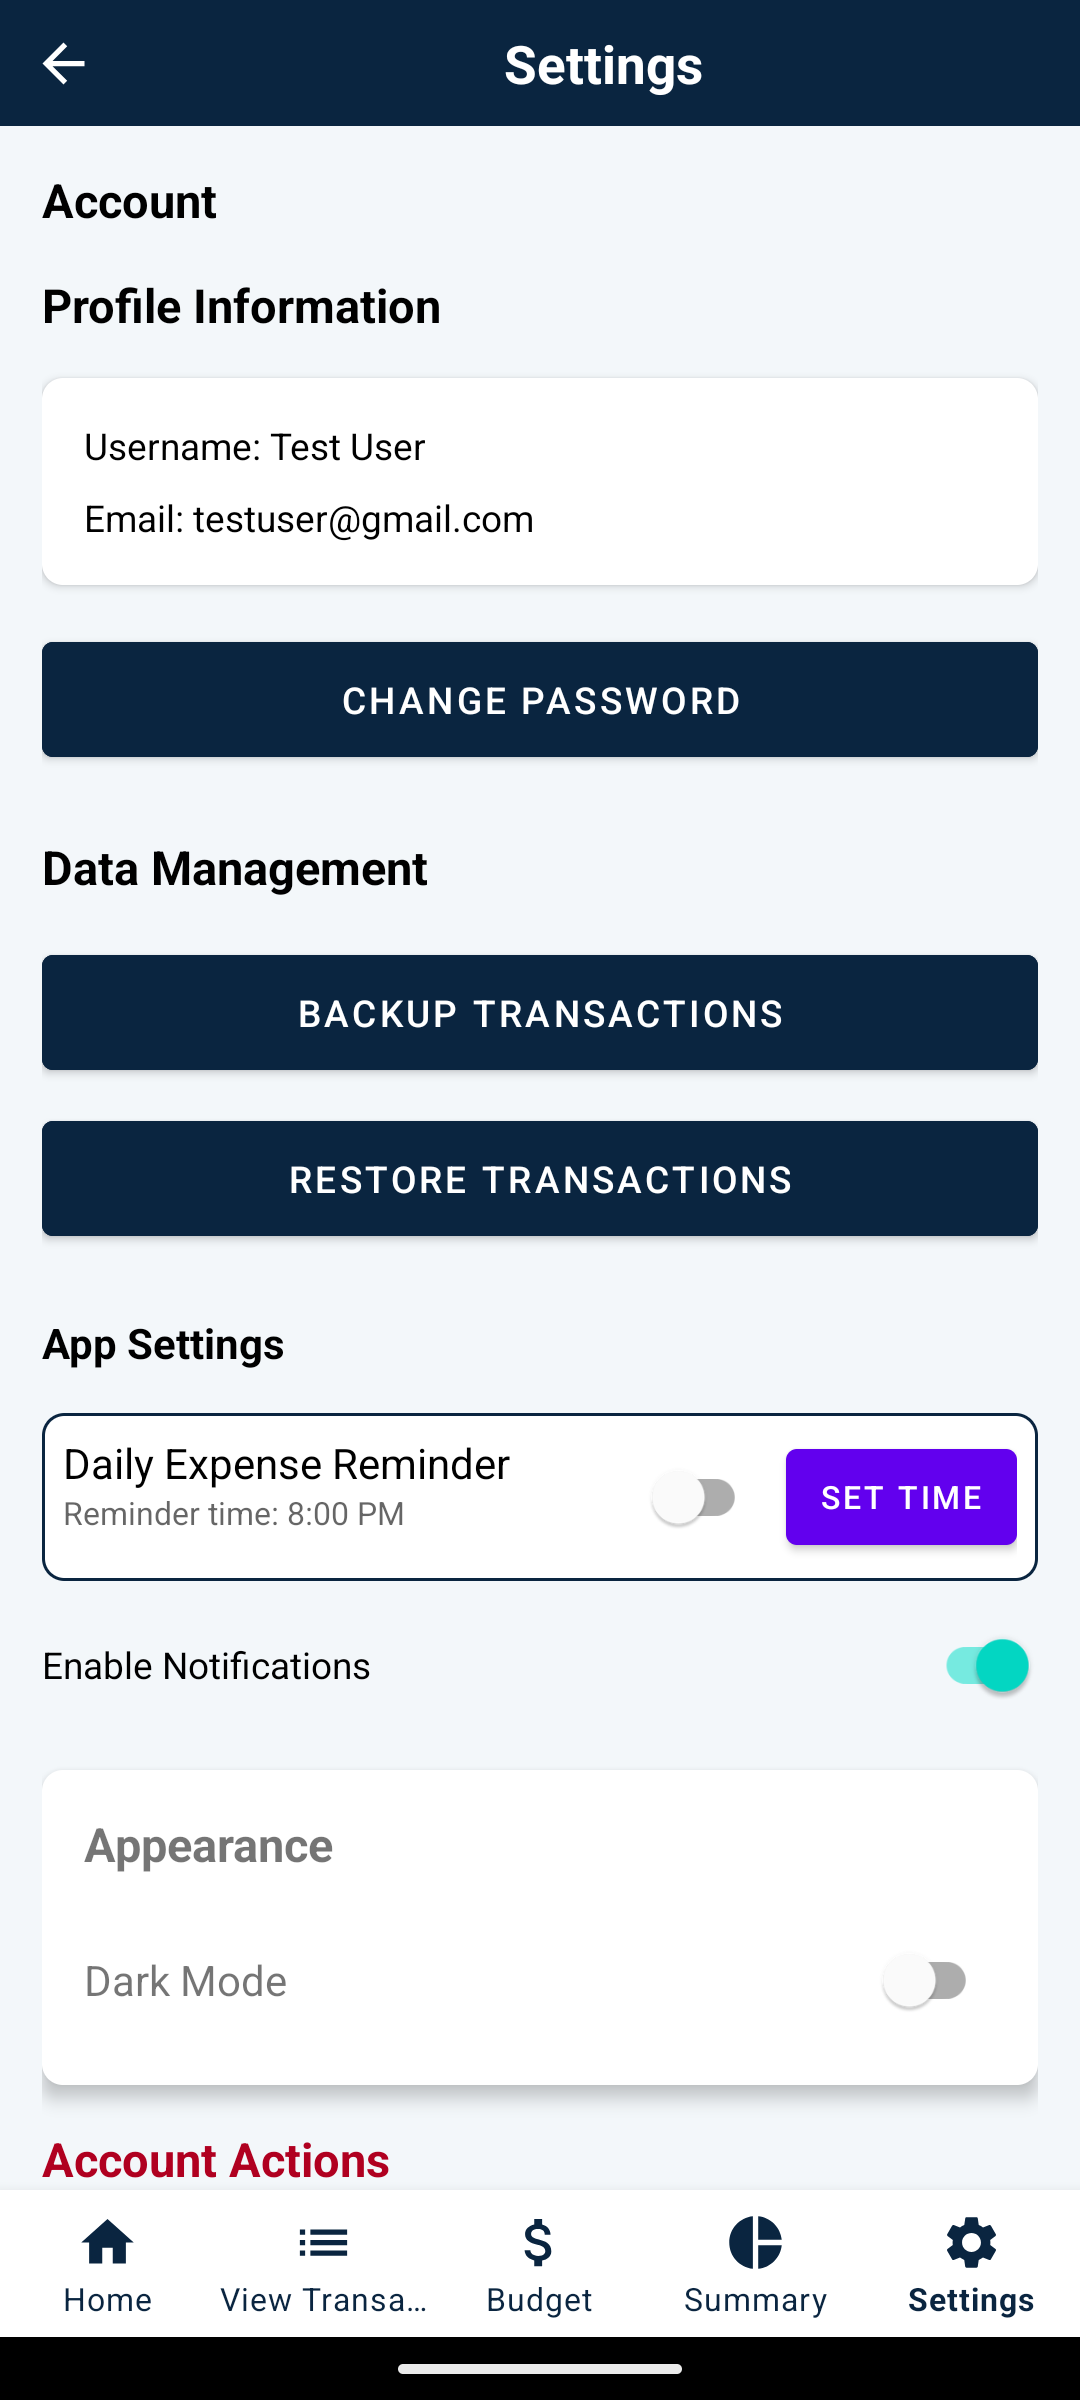 Settings
Account
Profile Information
Username: Test User
Email: testuser@gmail.com
CHANGE PASSWORD
Data Management
BACKUP TRANSACTIONS
RESTORE TRANSACTIONS
App Settings
Daily Expense Reminder
Reminder time: 8:00 PM
SET TIME
Enable Notifications
Appearance
Dark Mode
Account Actions
Home
View Transa...
Budget
Summary
Settings